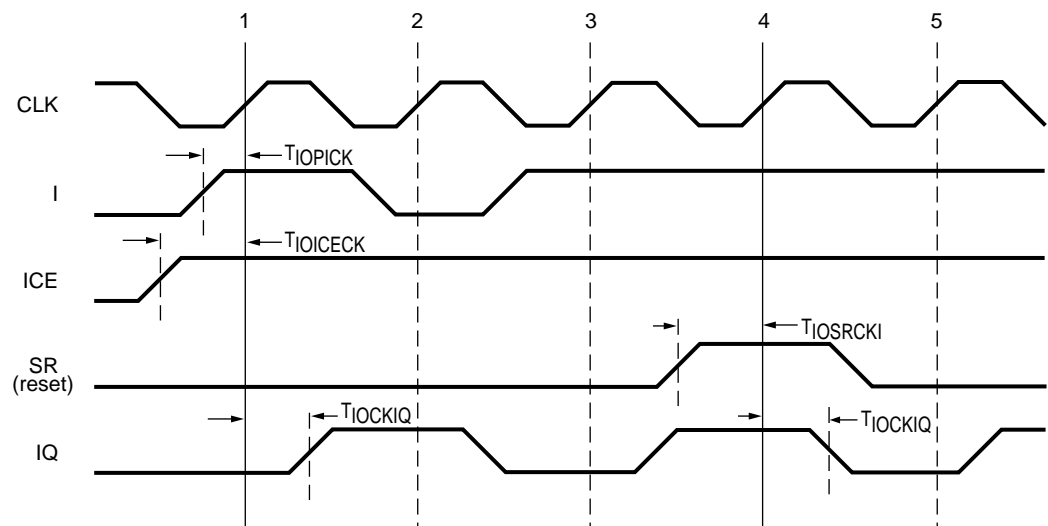 1 2 3 4 5
CLK
TIOPICK
I
TIOICECK
ICE
TIOSRCKI
SR
(reset)
TIOCKIQ TIOCKIQ
IQ